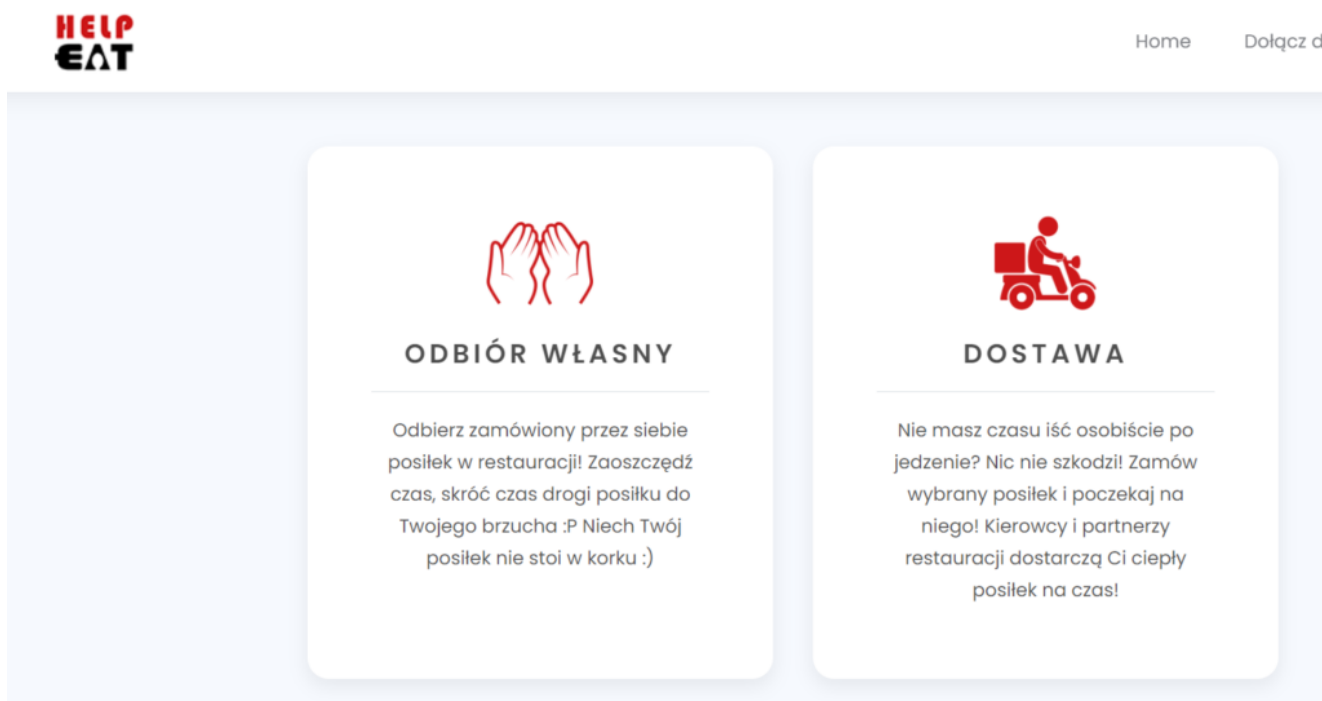 HELP
EAT
Home Dołącz d
ODBIÓR WŁASNY
Odbierz zamówiony przez siebie
posiłek w restauracji! Zaoszczędź
czas, skróć czas drogi posiłku do
Twojego brzucha :P Niech Twój
posiłek nie stoi w korku :)
DOSTAWA
Nie masz czasu iść osobiście po
jedzenie? Nic nie szkodzi! Zamów
wybrany posiłek i poczekaj na
niego! Kierowcy i partnerzy
restauracji dostarczą Ci ciepły
posiłek na czas!